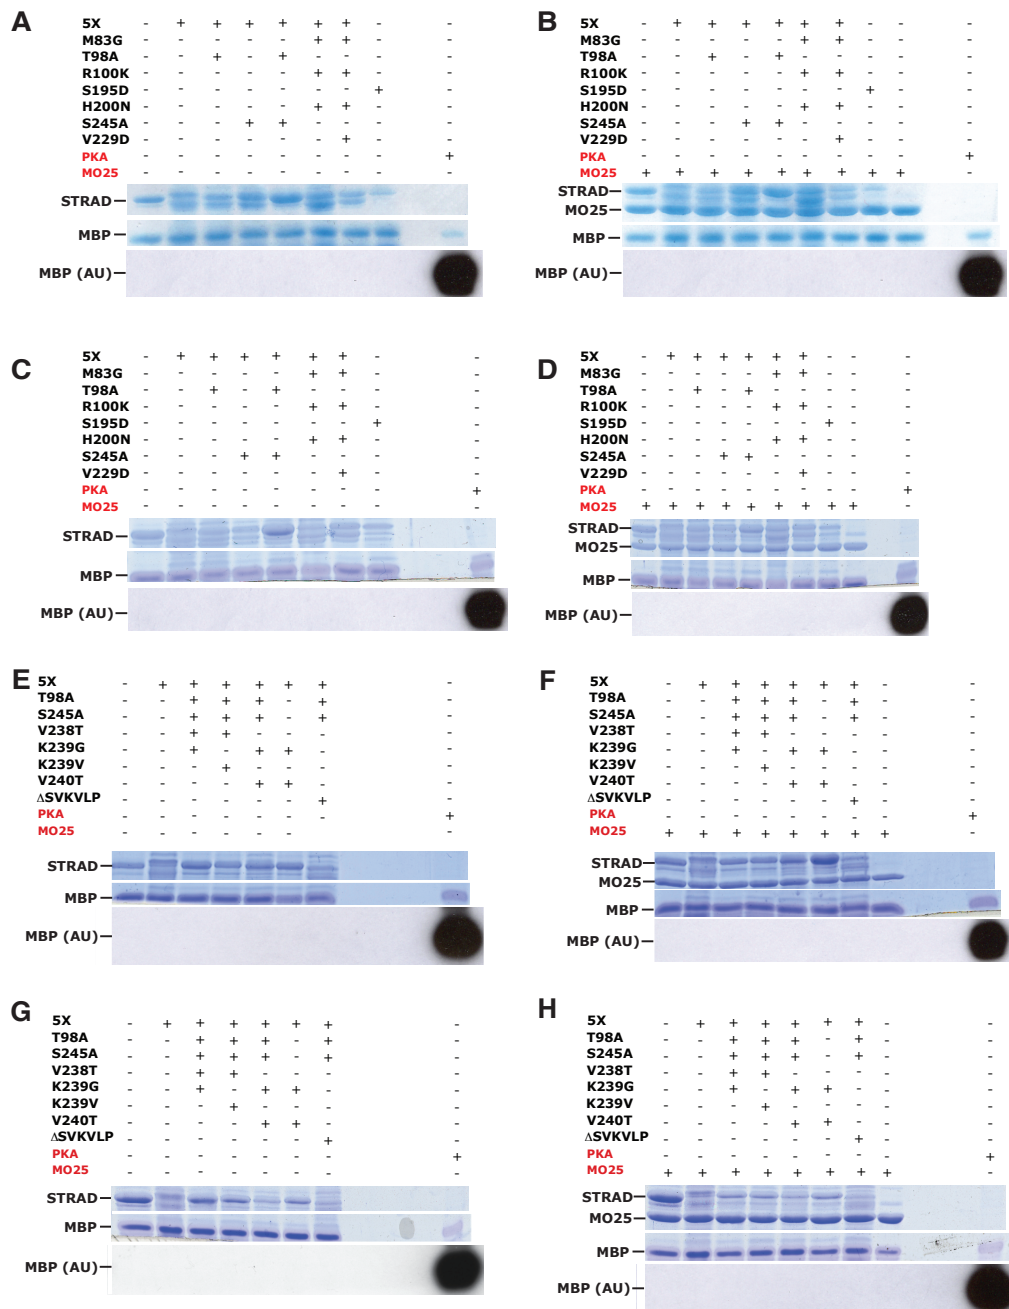 A
5X - + + + + + + - -
M83G - - - - - + + - -
T98A - - + - + - - - -
R100K - - - - - + + - -
S195D - - - - - - - + -
H200N - - - - - + + - -
S245A - - - + + - - - -
V229D - - - - - - + - -
PKA - - - - - - - - +
MO25 - - - - - - - - -
STRAD
MBP
MBP (AU)
B
5X - + + + + + + - - -
M83G - - - - - + + - - -
T98A - - + - + - - - - -
R100K - - - - - + + - - -
S195D - - - - - - - + - -
H200N - - - - - + + - - -
S245A - - - + + - - - - -
V229D - - - - - - + - - -
PKA - - - - - - - - - +
MO25 + + + + + + + + + -
STRAD
MO25
MBP
MBP (AU)
C
5X - + + + + + + - -
M83G - - - - - + + - -
T98A - - + - + - - - -
R100K - - - - - + + - -
S195D - - - - - - - + -
H200N - - - - - + + - -
S245A - - - + + - - - -
V229D - - - - - - + - -
PKA - - - - - - - - +
MO25 - - - - - - - - -
STRAD
MBP
MBP (AU)
D
5X - + + + + + + - - -
M83G - - - - - + + - - -
T98A - - + - + - - - - -
R100K - - - - - + + - - -
S195D - - - - - - - + - -
H200N - - - - - + + - - -
S245A - - - + + - - - - -
V229D - - - - - - + - - -
PKA - - - - - - - - - +
MO25 + + + + + + + + + -
STRAD
MO25
MBP
MBP (AU)
E
5X - + + + + + + -
T98A - - + + + - + -
S245A - - + + + - + -
V238T - - + + - - - -
K239G - - + - + + - -
K239V - - - + - - - -
V240T - - - - + + - -
ΔSVKVLP - - - - - - + -
PKA - - - - - - - +
MO25 - - - - - - - -
STRAD
MBP
MBP (AU)
F
5X - + + + + + + - -
T98A - - + + + - + - -
S245A - - + + + - + - -
V238T - - + + - - - - -
K239G - - + - + + - - -
K239V - - - + - - - - -
V240T - - - - + + - - -
ΔSVKVLP - - - - - - + - -
PKA - - - - - - - - +
MO25 + + + + + + + + -
STRAD
MO25
MBP
MBP (AU)
G
5X - + + + + + + -
T98A - - + + + - + -
S245A - - + + + - + -
V238T - - + + - - - -
K239G - - + - + + - -
K239V - - - + - - - -
V240T - - - - + + - -
ΔSVKVLP - - - - - - + -
PKA - - - - - - - +
MO25 - - - - - - - -
STRAD
MBP
MBP (AU)
H
5X - + + + + + + - -
T98A - - + + + - + - -
S245A - - + + + - + - -
V238T - - + + - - - - -
K239G - - + - + + - - -
K239V - - - + - - - - -
V240T - - - - + + - - -
ΔSVKVLP - - - - - - + - -
PKA - - - - - - - - +
MO25 + + + + + + + + -
STRAD
MO25
MBP
MBP (AU)